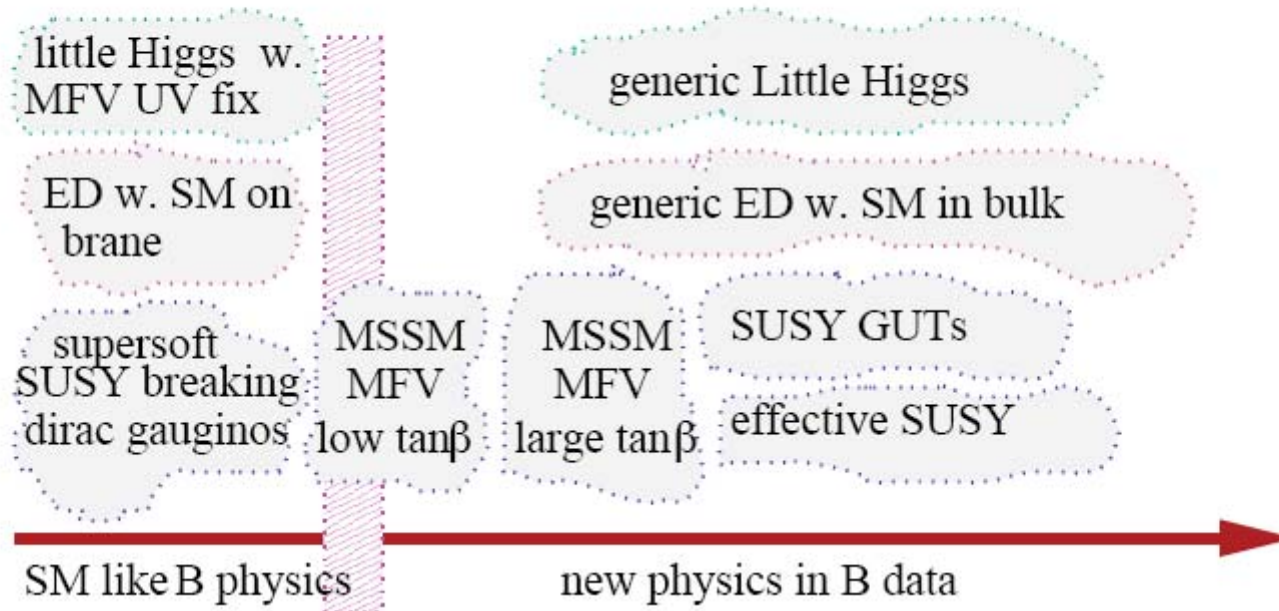 little Higgs w.
MFV UV fix
generic Little Higgs
ED w. SM on
brane
generic ED w. SM in bulk
supersoft
SUSY breaking
dirac gauginos
MSSM
MFV
low tanβ
MSSM
MFV
large tanβ
SUSY GUTs
effective SUSY
SM like B physics
new physics in B data